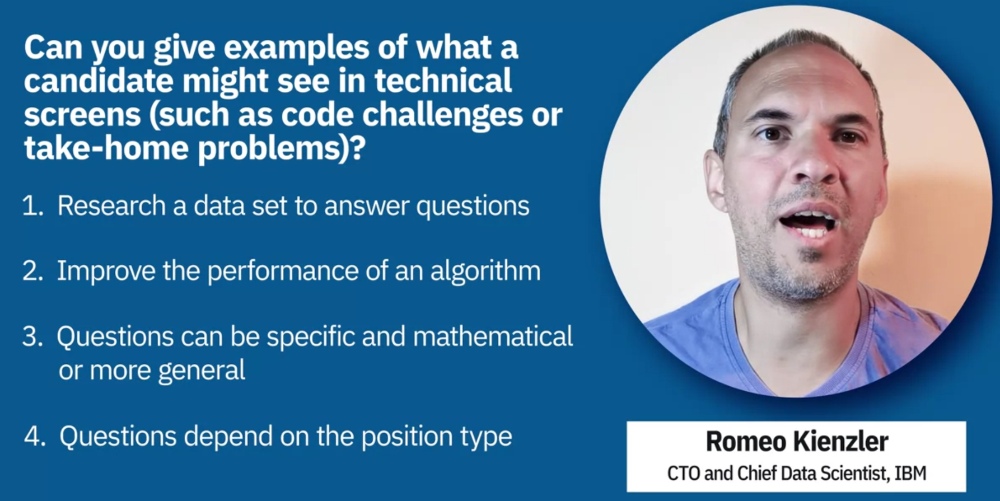 Can you give examples of what a
candidate might see in technical
screens (such as code challenges or
take-home problems)?
1. Research a data set to answer questions
2. Improve the performance of an algorithm
3. Questions can be specific and mathematical
or more general
4. Questions depend on the position type
Romeo Kienzler
CTO and Chief Data Scientist, IBM